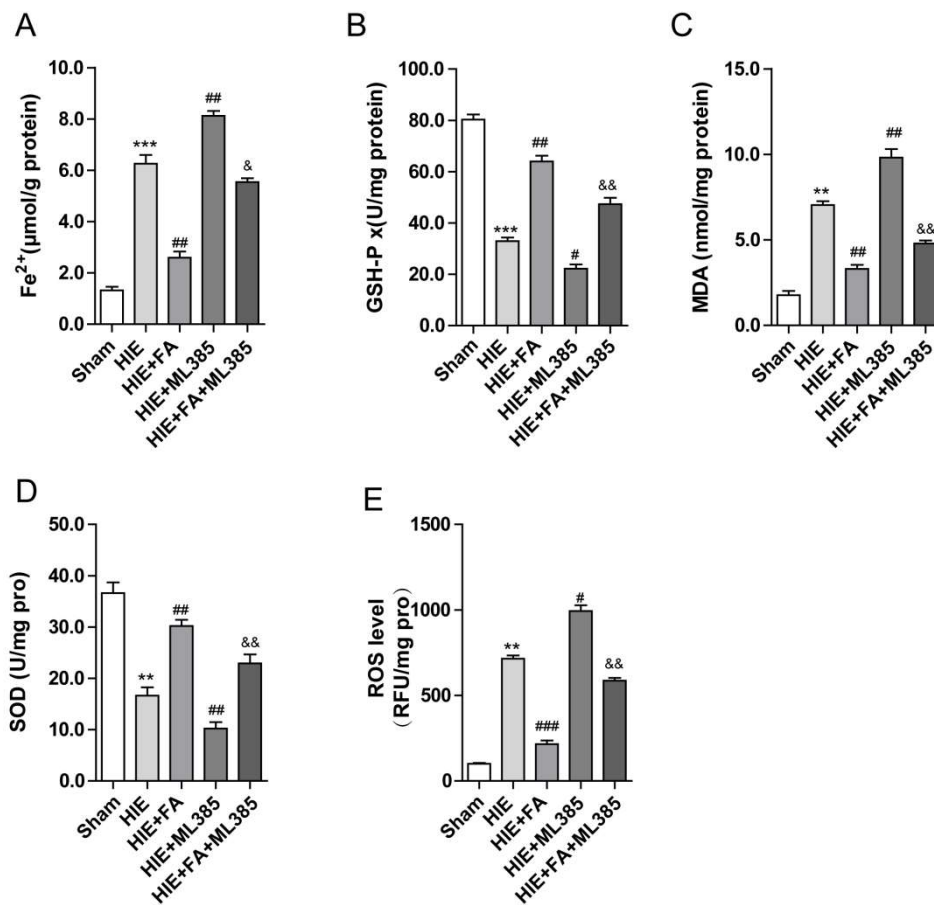 A
Fe²⁺(μmol/g protein)
10.0
8.0
6.0
4.0
2.0
0.0
***
##
##
&
Sham
HIE
HIE+FA
HIE+ML385
HIE+FA+ML385
B
GSH-P x(U/mg protein)
100.0
80.0
60.0
40.0
20.0
0.0
***
##
#
&&
Sham
HIE
HIE+FA
HIE+ML385
HIE+FA+ML385
C
MDA (nmol/mg protein)
15.0
10.0
5.0
0.0
**
##
##
&&
Sham
HIE
HIE+FA
HIE+ML385
HIE+FA+ML385
D
SOD (U/mg pro)
50.0
40.0
30.0
20.0
10.0
0.0
**
##
##
&&
Sham
HIE
HIE+FA
HIE+ML385
HIE+FA+ML385
E
ROS level
（RFU/mg pro）
1500
1000
500
0
**
###
#
&&
Sham
HIE
HIE+FA
HIE+ML385
HIE+FA+ML385